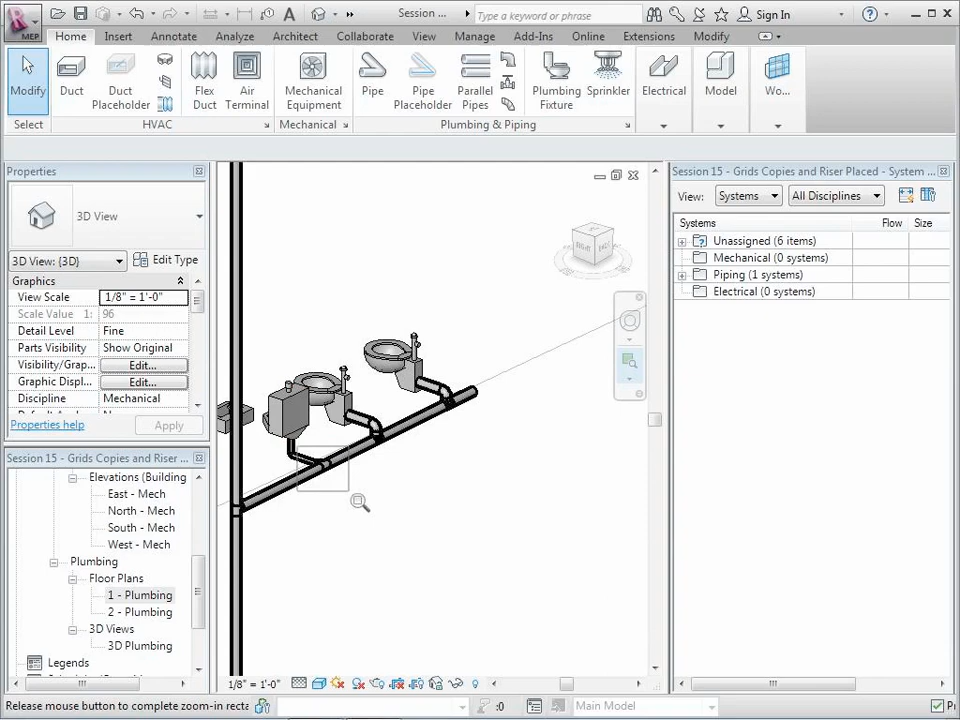 Session ...
Type a keyword or phrase
Sign In
MEP
Home Insert Annotate Analyze Architect Collaborate View Manage Add-Ins Online Extensions Modify
Modify
Duct
Duct Placeholder
Flex Duct
Air Terminal
Mechanical Equipment
Pipe
Pipe Placeholder
Parallel Pipes
Plumbing Fixture
Sprinkler
Electrical
Model
Wo...
Select HVAC Mechanical Plumbing & Piping
Properties
3D View
3D View: {3D} Edit Type
Graphics
View Scale 1/8" = 1'-0"
Scale Value 1: 96
Detail Level Fine
Parts Visibility Show Original
Visibility/Grap... Edit...
Graphic Displ... Edit...
Discipline Mechanical
Properties help Apply
Session 15 - Grids Copies and Riser ...
Elevations (Building
East - Mech
North - Mech
South - Mech
West - Mech
Plumbing
Floor Plans
1 - Plumbing
2 - Plumbing
3D Views
3D Plumbing
Legends
1/8" = 1'-0"
Session 15 - Grids Copies and Riser Placed - System ...
View: Systems All Disciplines
Systems Flow Size
Unassigned (6 items)
Mechanical (0 systems)
Piping (1 systems)
Electrical (0 systems)
Release mouse button to complete zoom-in recta
:0
Main Model